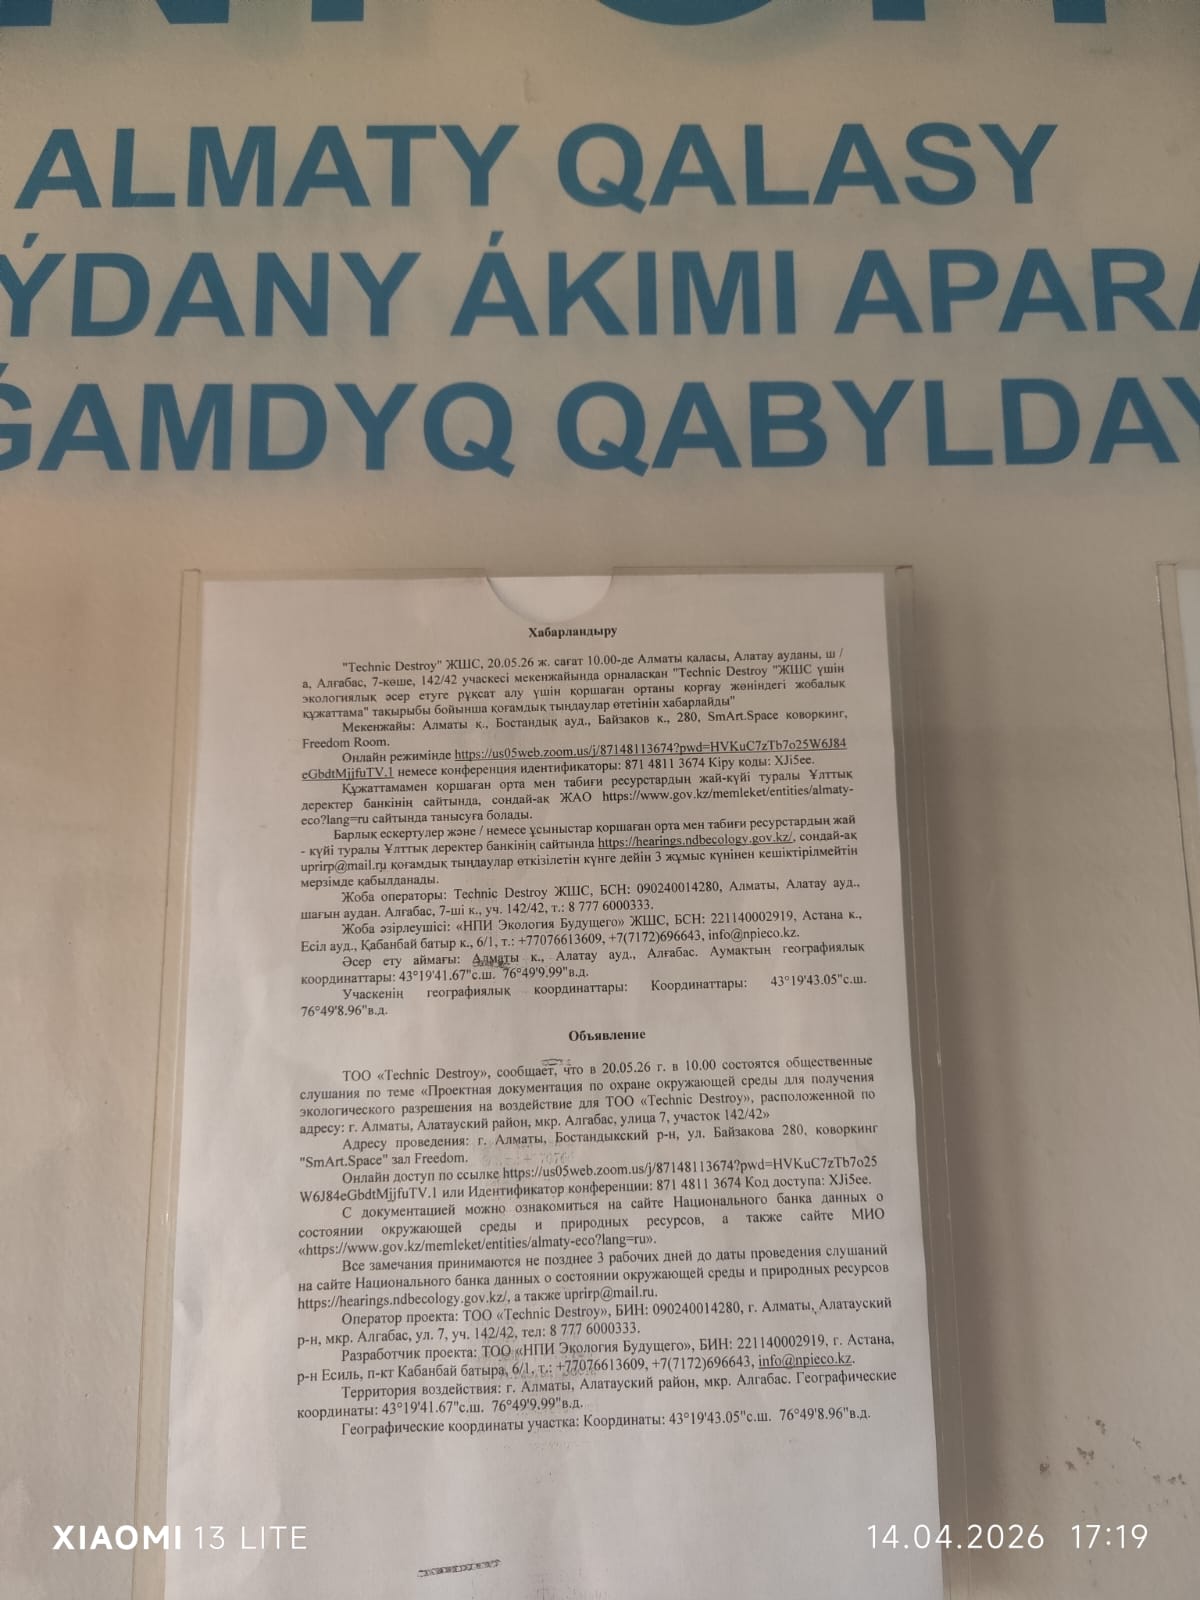 ALMATY QALASY
ÝDANY ÁKIMI APARA
ǴAMDYQ QABYLDAY
Хабарландыру
"Technic Destroy" ЖШС, 20.05.26 ж. сағат 10.00-де Алматы қаласы, Алатау ауданы, ш /
а, Алғабас, 7-көше, 142/42 учаскесі мекенжайында орналасқан "Technic Destroy "ЖШС үшін
экологиялық әсер етуге рұқсат алу үшін қоршаған ортаны қорғау жөніндегі жобалық
құжаттама" тақырыбы бойынша қоғамдық тыңдаулар өтетінін хабарлайды"
Мекенжайы: Алматы қ., Бостандық ауд., Байзаков к., 280, SmArt.Space коворкинг,
Freedom Room.
Онлайн режимінде https://us05web.zoom.us/j/87148113674?pwd=HVKuC7zTb7o25W6J84
eGbdtMjjfuTV.1 немесе конференция идентификаторы: 871 4811 3674 Кіру коды: XJi5ee.
Құжаттамамен қоршаған орта мен табиғи ресурстардың жай-күйі туралы Ұлттық
деректер банкінің сайтында, сондай-ақ ЖАО https://www.gov.kz/memleket/entities/almaty-
eco?lang=ru сайтында танысуға болады.
Барлық ескертулер және / немесе ұсыныстар қоршаған орта мен табиғи ресурстардың жай
- күйі туралы Ұлттық деректер банкінің сайтында https://hearings.ndbecology.gov.kz/, сондай-ақ
uprirp@mail.ru қоғамдық тыңдаулар өткізілетін күнге дейін 3 жұмыс күнінен кешіктірілмейтін
мерзімде қабылданады.
Жоба операторы: Technic Destroy ЖШС, БСН: 090240014280, Алматы, Алатау ауд.,
шағын аудан. Алғабас, 7-ші к., уч. 142/42, т.: 8 777 6000333.
Жоба әзірлеушісі: «НПИ Экология Будущего» ЖШС, БСН: 221140002919, Астана к.,
Есіл ауд., Қабанбай батыр к., 6/1, т.: +77076613609, +7(7172)696643, info@npieco.kz.
Әсер ету аймағы: Алматы к., Алатау ауд., Алғабас. Аумақтың географиялық
координаттары: 43°19'41.67"с.ш. 76°49'9.99"в.д.
Учаскенің географиялық координаттары: Координаттары: 43°19'43.05"с.ш.
76°49'8.96"в.д.
Объявление
ТОО «Technic Destroy», сообщает, что в 20.05.26 г. в 10.00 состоятся общественные
слушания по теме «Проектная документация по охране окружающей среды для получения
экологического разрешения на воздействие для ТОО «Technic Destroy», расположенной по
адресу: г. Алматы, Алатауский район, мкр. Алгабас, улица 7, участок 142/42»
Адресу проведения: г. Алматы, Бостандыкский р-н, ул. Байзакова 280, коворкинг
"SmArt.Space" зал Freedom.
Онлайн доступ по ссылке https://us05web.zoom.us/j/87148113674?pwd=HVKuC7zTb7o25
W6J84eGbdtMjjfuTV.1 или Идентификатор конференции: 871 4811 3674 Код доступа: XJi5ee.
С документацией можно ознакомиться на сайте Национального банка данных о
состоянии окружающей среды и природных ресурсов, а также сайте МИО
«https://www.gov.kz/memleket/entities/almaty-eco?lang=ru».
Все замечания принимаются не позднее 3 рабочих дней до даты проведения слушаний
на сайте Национального банка данных о состоянии окружающей среды и природных ресурсов
https://hearings.ndbecology.gov.kz/, а также uprirp@mail.ru.
Оператор проекта: ТОО «Technic Destroy», БИН: 090240014280, г. Алматы, Алатауский
р-н, мкр. Алгабас, ул. 7, уч. 142/42, тел: 8 777 6000333.
Разработчик проекта: ТОО «НПИ Экология Будущего», БИН: 221140002919, г. Астана,
р-н Есиль, п-кт Кабанбай батыра, 6/1, т.: +77076613609, +7(7172)696643, info@npieco.kz.
Территория воздействия: г. Алматы, Алатауский район, мкр. Алгабас. Географические
координаты: 43°19'41.67"с.ш. 76°49'9.99"в.д.
Географические координаты участка: Координаты: 43°19'43.05"с.ш. 76°49'8.96"в.д.
XIAOMI 13 LITE
14.04.2026 17:19